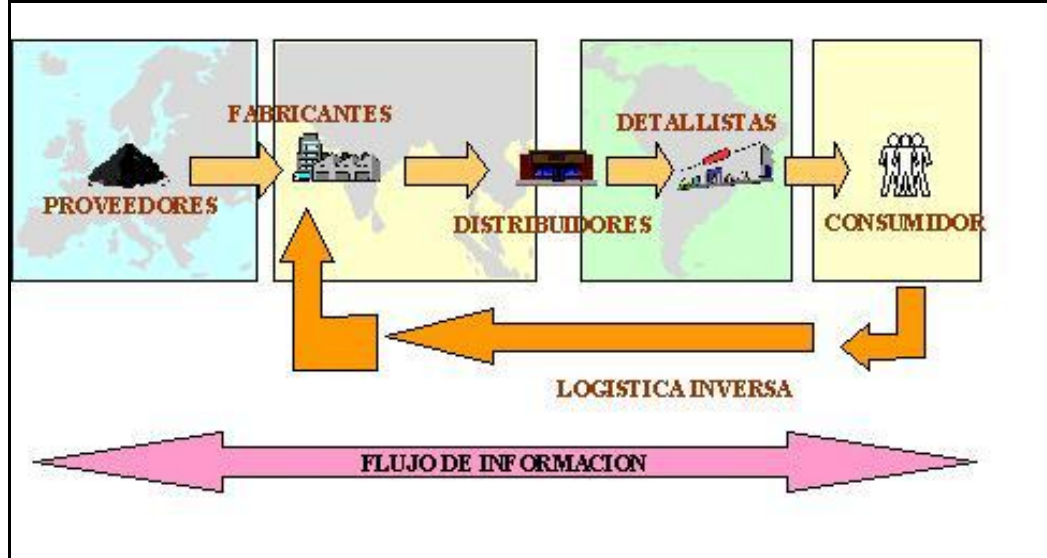 FABRICANTES
DETALLISTAS
PROVEEDORES
DISTRIBUIDORES
CONSUMIDOR
LOGISTICA INVERSA
FLUJO DE INFORMACION